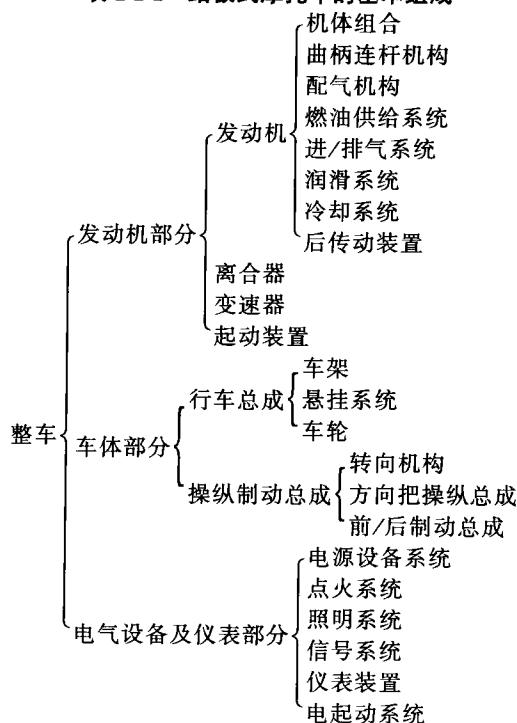 机体组合
曲柄连杆机构
配气机构
燃油供给系统
发动机
进/排气系统
润滑系统
冷却系统
发动机部分
后传动装置
离合器
变速器
起动装置
车架
行车总成
悬挂系统
车轮
整车
车体部分
转向机构
操纵制动总成
方向把操纵总成
前/后制动总成
电源设备系统
点火系统
照明系统
电气设备及仪表部分
信号系统
仪表装置
电起动系统